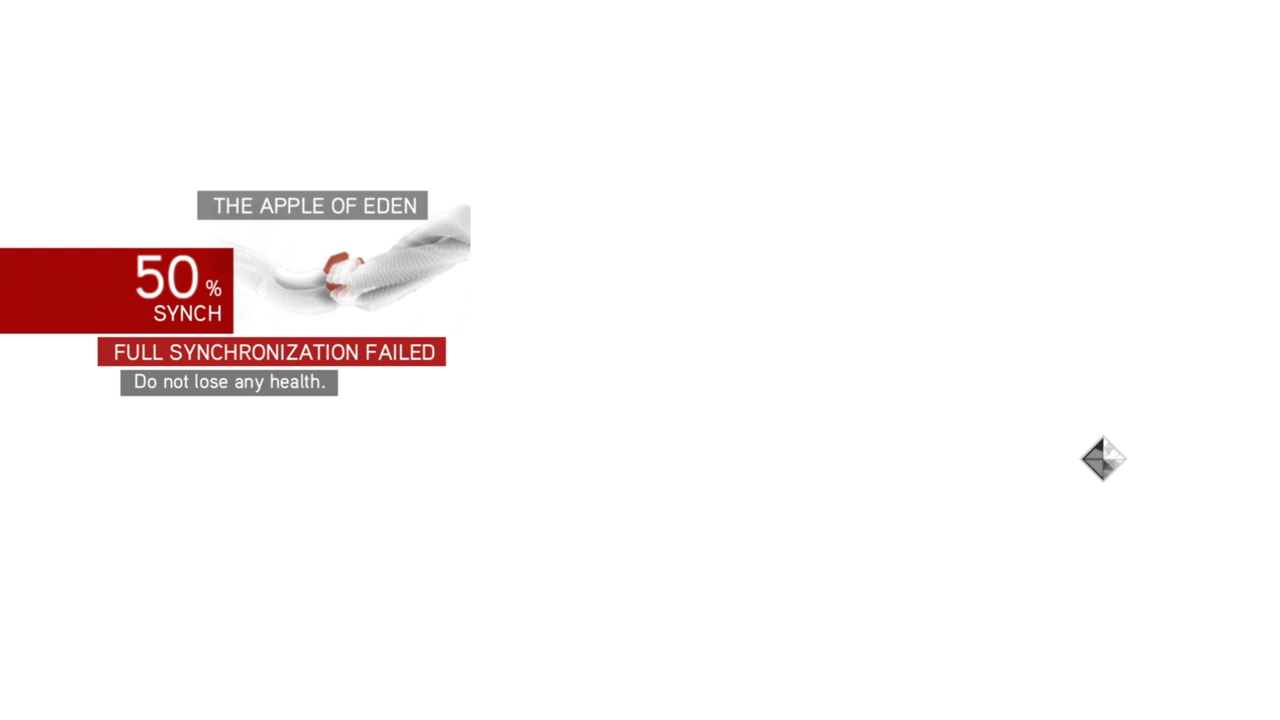 THE APPLE OF EDEN
50 %
SYNCH
FULL SYNCHRONIZATION FAILED
Do not lose any health.